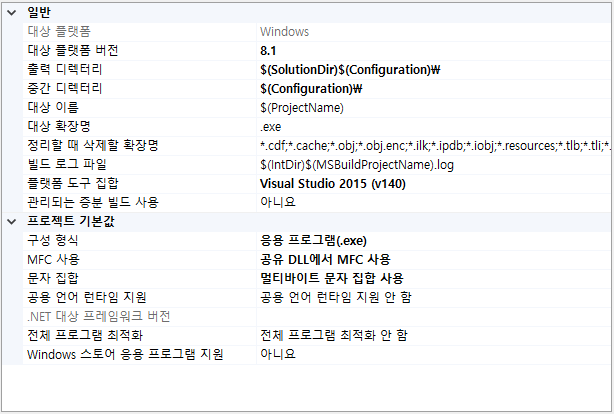 일반
대상 플랫폼 Windows
대상 플랫폼 버전 8.1
출력 디렉터리 $(SolutionDir)$(Configuration)₩
중간 디렉터리 $(Configuration)₩
대상 이름 $(ProjectName)
대상 확장명 .exe
정리할 때 삭제할 확장명 *.cdf;*.cache;*.obj;*.obj.enc;*.ilk;*.ipdb;*.iobj;*.resources;*.tlb;*.tli;*.
빌드 로그 파일 $(IntDir)$(MSBuildProjectName).log
플랫폼 도구 집합 Visual Studio 2015 (v140)
관리되는 증분 빌드 사용 아니요
프로젝트 기본값
구성 형식 응용 프로그램(.exe)
MFC 사용 공유 DLL에서 MFC 사용
문자 집합 멀티바이트 문자 집합 사용
공용 언어 런타임 지원 공용 언어 런타임 지원 안 함
.NET 대상 프레임워크 버전
전체 프로그램 최적화 전체 프로그램 최적화 안 함
Windows 스토어 응용 프로그램 지원 아니요